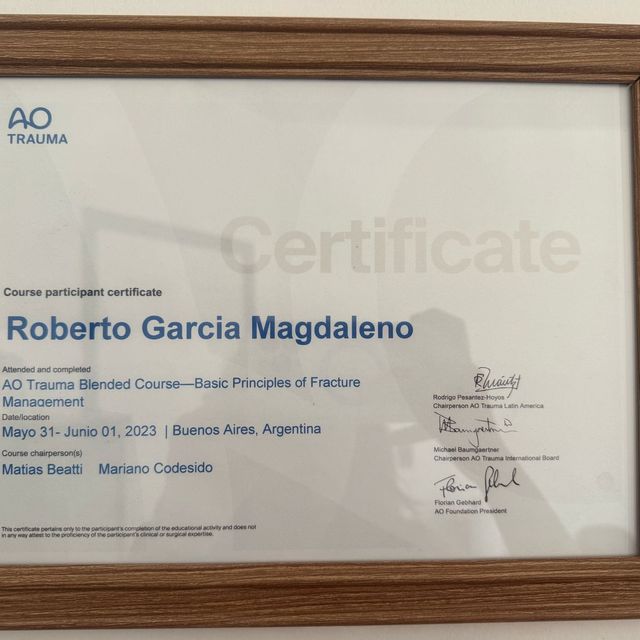 AO
TRAUMA
Certificate
Course participant certificate
Roberto Garcia Magdaleno
Attended and completed
AO Trauma Blended Course—Basic Principles of Fracture
Management
Date/location
Mayo 31- Junio 01, 2023 | Buenos Aires, Argentina
Course chairperson(s)
Matias Beatti Mariano Codesido
Rodrigo Pesantez-Hoyos
Chairperson AO Trauma Latin America
Michael Baumgaertner
Chairperson AO Trauma International Board
Florian Gebhard
AO Foundation President
This certificate pertains only to the participant's completion of the educational activity and does not
in any way attest to the proficiency of the participant's clinical or surgical expertise.